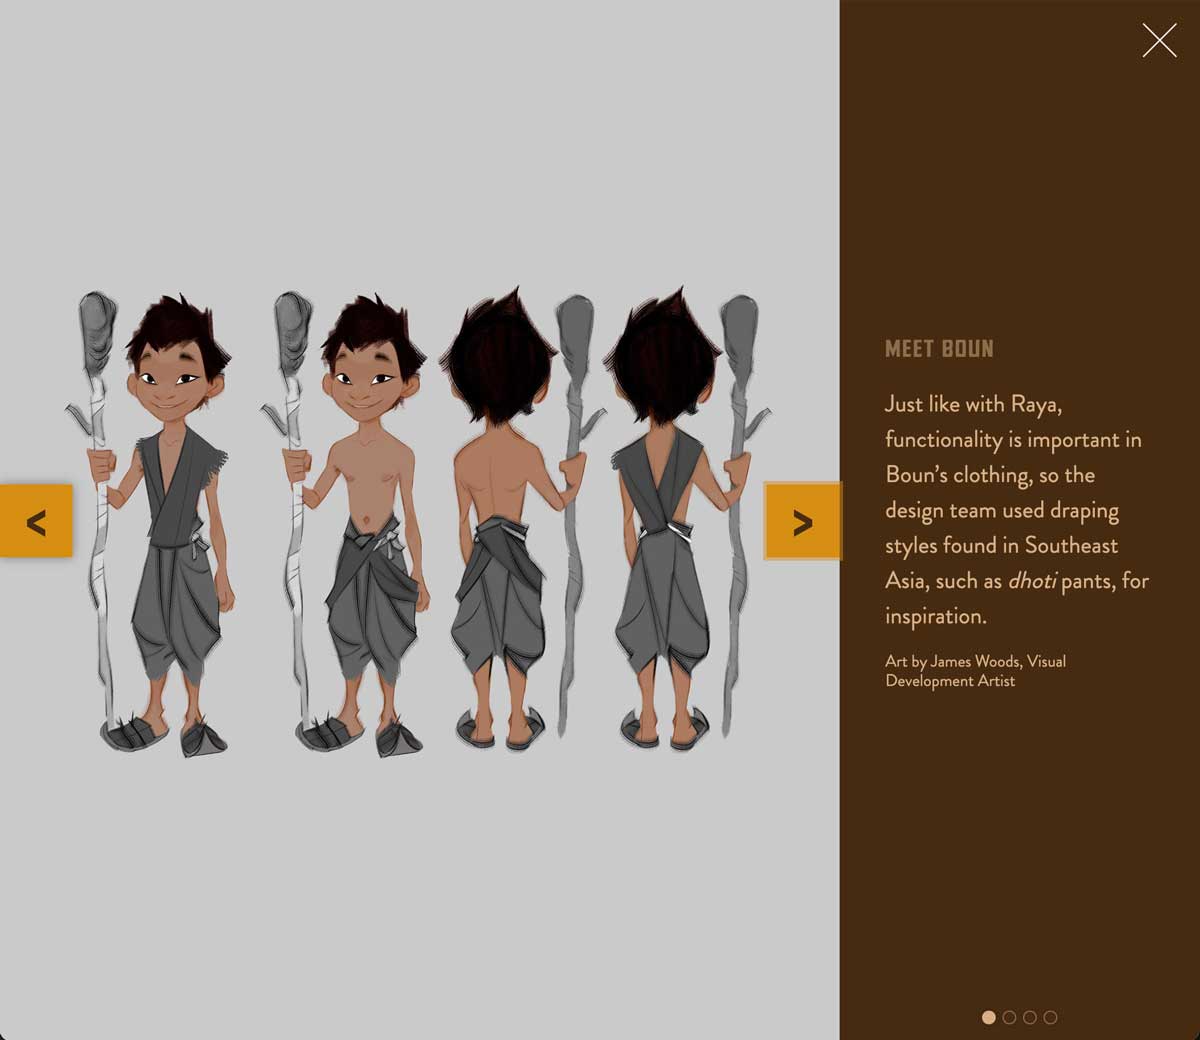 MEET BOUN
Just like with Raya,
functionality is important in
Boun's clothing, so the
design team used draping
styles found in Southeast
Asia, such as dhoti pants, for
inspiration.
Art by James Woods, Visual
Development Artist